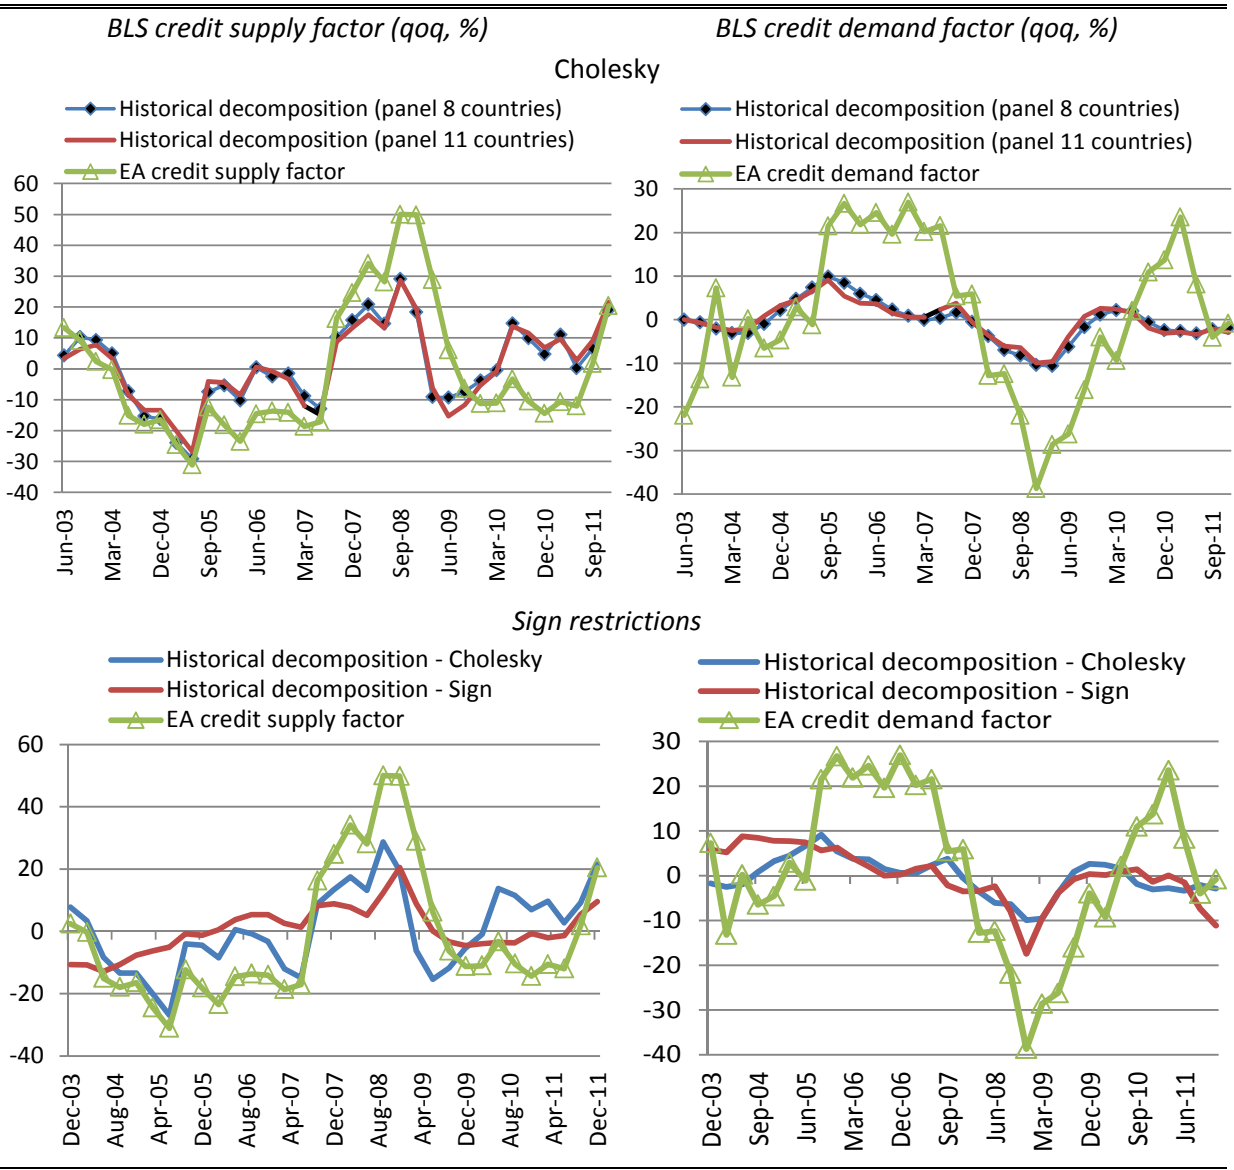 BLS credit supply factor (qoq, %)
BLS credit demand factor (qoq, %)
Cholesky
Historical decomposition (panel 8 countries)
Historical decomposition (panel 11 countries)
EA credit supply factor
60
50
40
30
20
10
0
-10
-20
-30
-40
Jun-03
Mar-04
Dec-04
Sep-05
Jun-06
Mar-07
Dec-07
Sep-08
Jun-09
Mar-10
Dec-10
Sep-11
Historical decomposition (panel 8 countries)
Historical decomposition (panel 11 countries)
EA credit demand factor
30
20
10
0
-10
-20
-30
-40
Jun-03
Mar-04
Dec-04
Sep-05
Jun-06
Mar-07
Dec-07
Sep-08
Jun-09
Mar-10
Dec-10
Sep-11
Sign restrictions
Historical decomposition - Cholesky
Historical decomposition - Sign
EA credit supply factor
60
40
20
0
-20
-40
Dec-03
Aug-04
Apr-05
Dec-05
Aug-06
Apr-07
Dec-07
Aug-08
Apr-09
Dec-09
Aug-10
Apr-11
Dec-11
Historical decomposition - Cholesky
Historical decomposition - Sign
EA credit demand factor
30
20
10
0
-10
-20
-30
-40
Dec-03
Sep-04
Jun-05
Mar-06
Dec-06
Sep-07
Jun-08
Mar-09
Dec-09
Sep-10
Jun-11